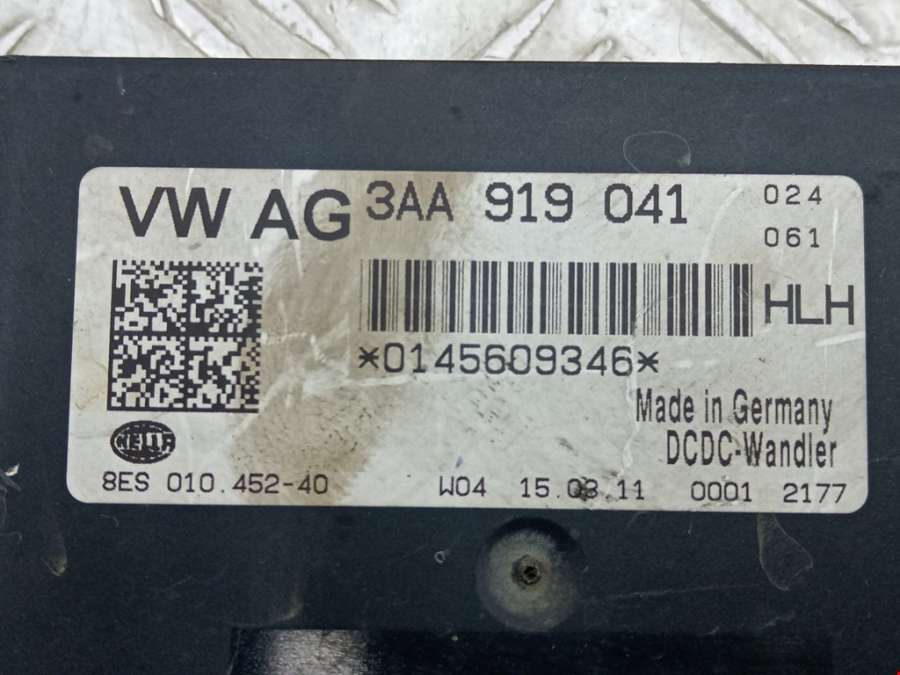 VW AG 3AA 919 041 024
061
HLH
*0145609346*
Made in Germany
DCDC-Wandler
HELLA
8ES 010.452-40 W04 15.03.11 0001 2177